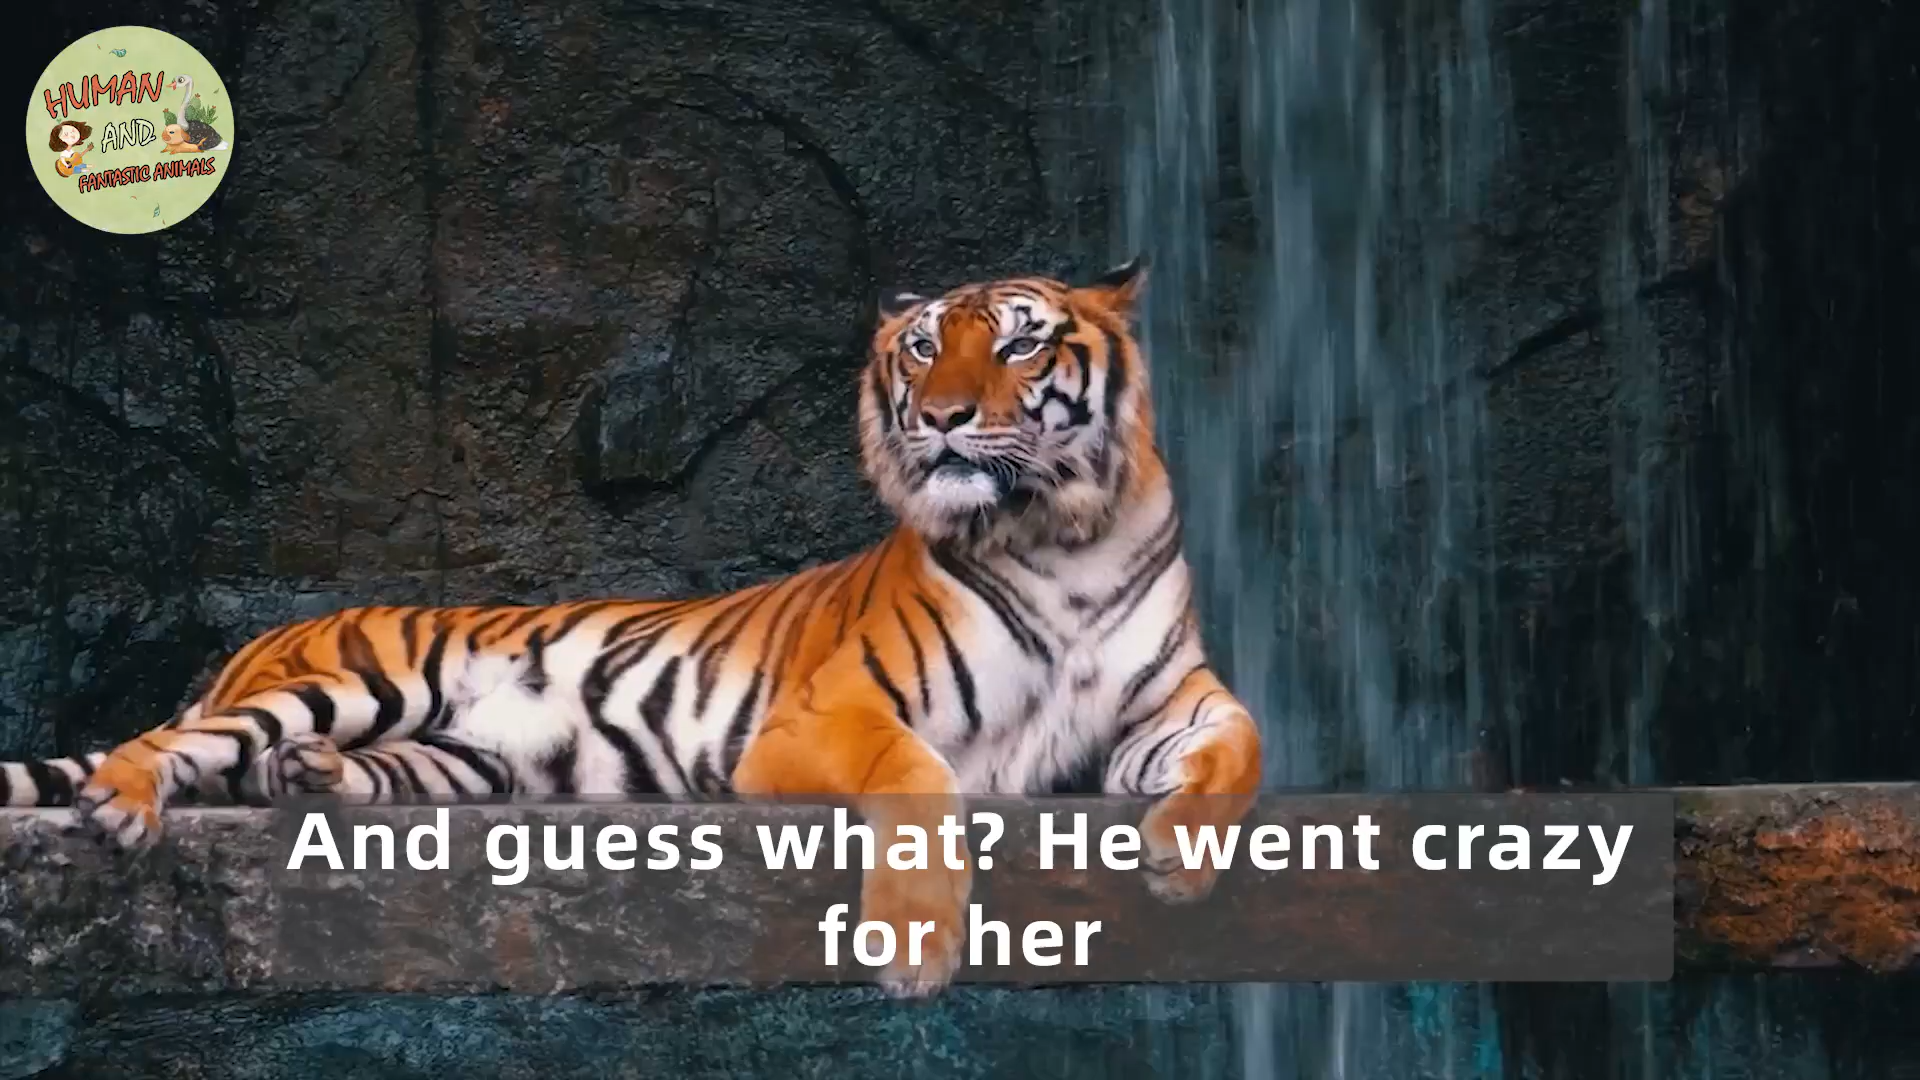 HUMAN
AND
FANTASTIC ANIMALS
And guess what? He went crazy
for her